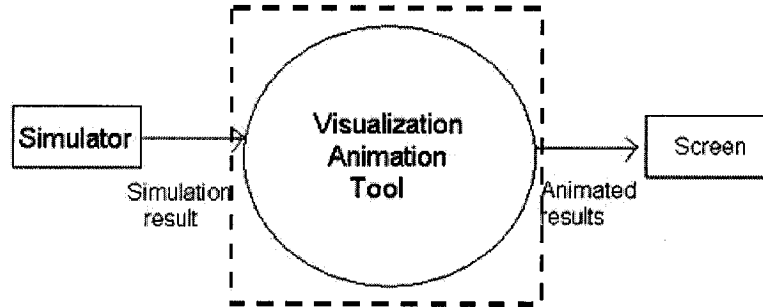 Simulator
Simulation
result
Visualization
Animation
Tool
Animated
results
Screen